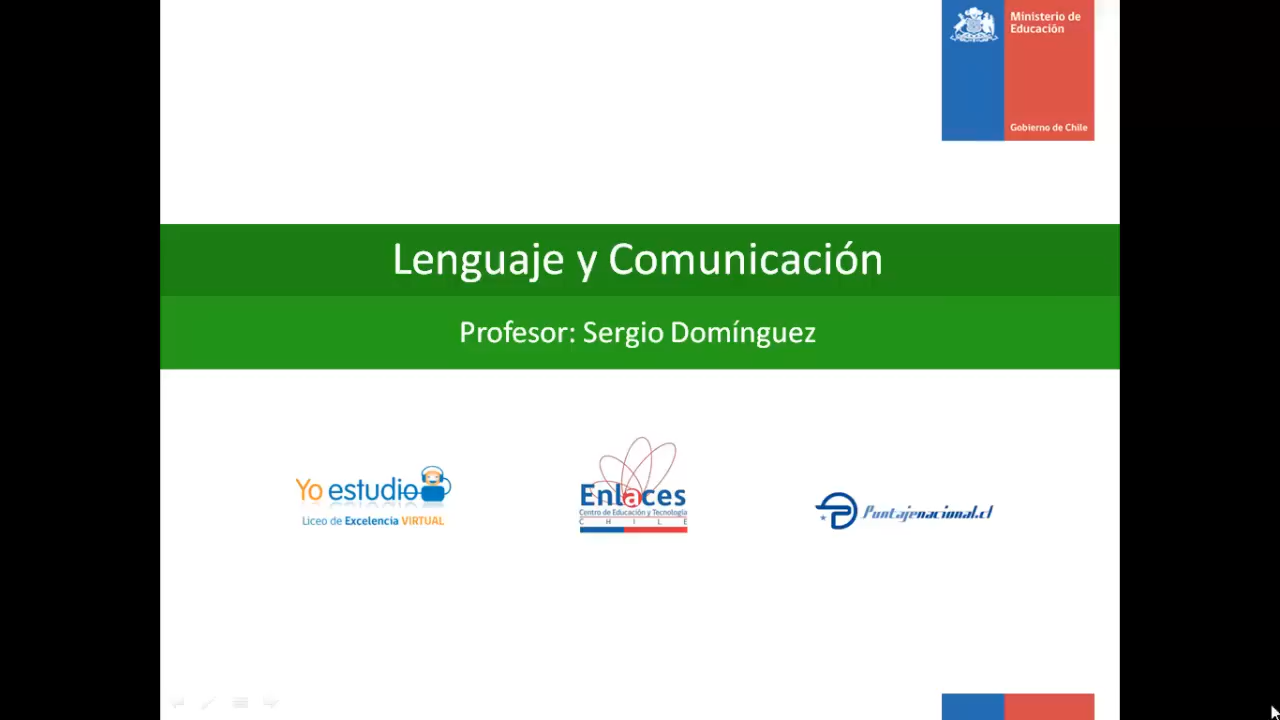 Ministerio de
Educación
Gobierno de Chile
Lenguaje y Comunicación
Profesor: Sergio Domínguez
Yo estudio
Liceo de Excelencia VIRTUAL
Enlaces
Centro de Educación y Tecnología
CHILE
Puntajenacional.cl